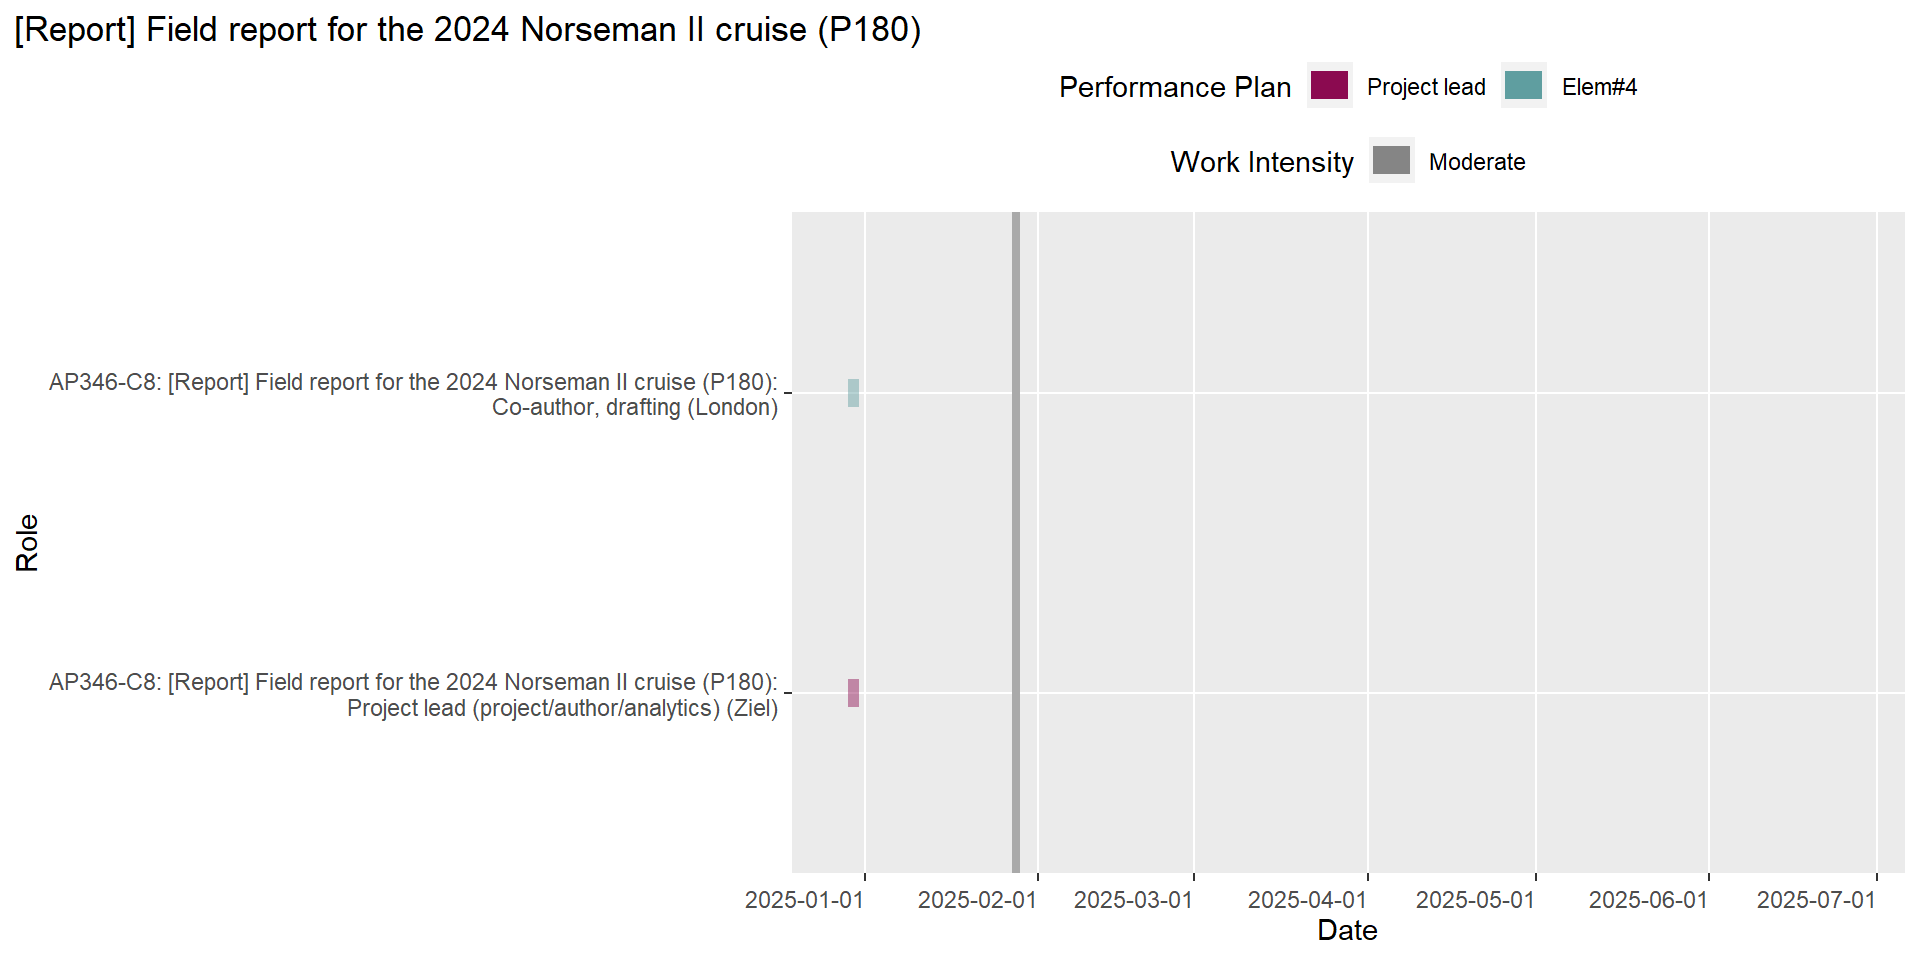 [Report] Field report for the 2024 Norseman II cruise (P180)
Performance Plan Project lead Elem#4
Work Intensity Moderate
AP346-C8: [Report] Field report for the 2024 Norseman II cruise (P180):
Co-author, drafting (London)
Role
AP346-C8: [Report] Field report for the 2024 Norseman II cruise (P180):
Project lead (project/author/analytics) (Ziel)
2025-01-01 2025-02-01 2025-03-01 2025-04-01 2025-05-01 2025-06-01 2025-07-01
Date